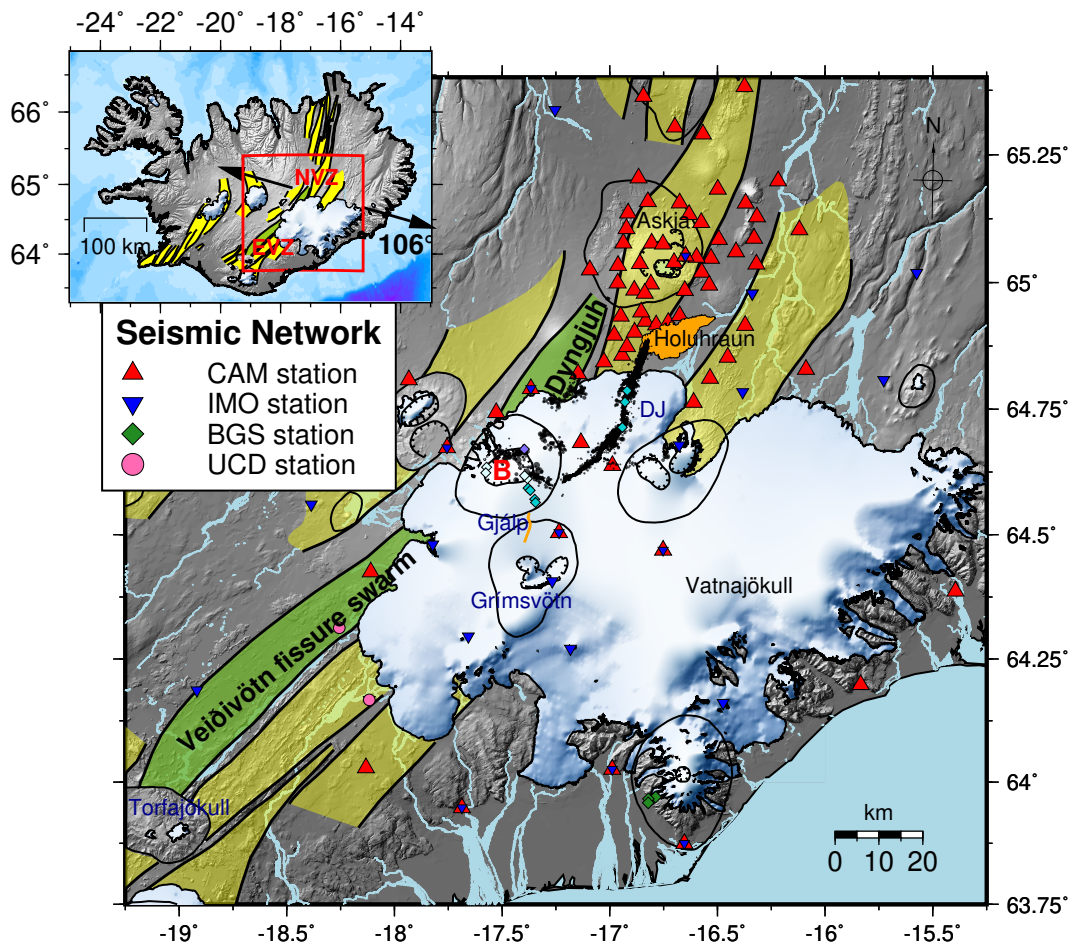 -24° -22° -20° -18° -16° -14°
66°
65°
64°
NVZ
EVZ
100 km
106°
N
65.25°
65°
64.75°
64.5°
64.25°
64°
63.75°
Seismic Network
CAM station
IMO station
BGS station
UCD station
Askja
Holuhraun
Dyngjuh
DJ
B
Gjálp
Grímsvötn
Vatnajökull
Veiðivötn fissure swarm
Torfajökull
km
0 10 20
-19 -18.5 -18 -17.5 -17 -16.5 -16 -15.5